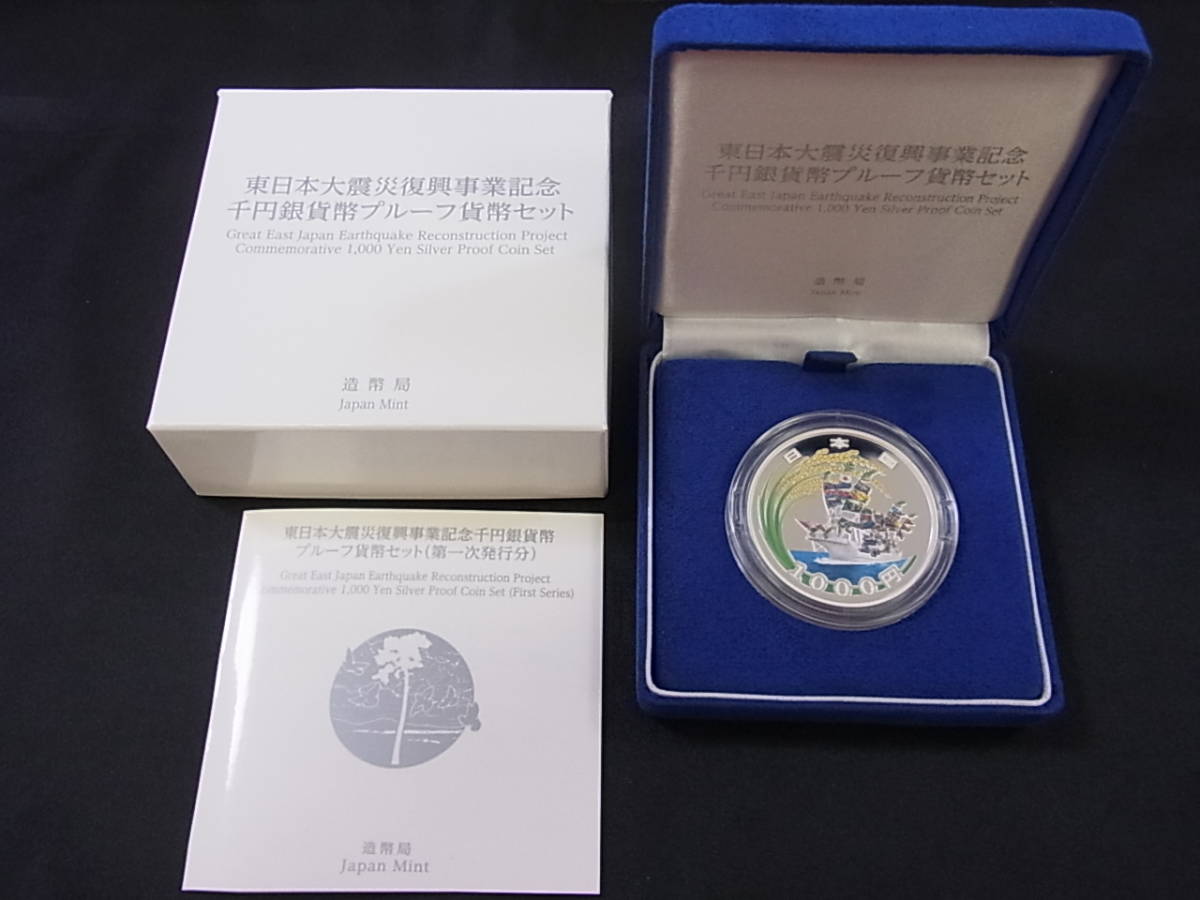 東日本大震災復興事業記念
千円銀貨幣プルーフ貨幣セット
Great East Japan Earthquake Reconstruction Project
Commemorative 1,000 Yen Silver Proof Coin Set
造幣局
Japan Mint
東日本大震災復興事業記念
千円銀貨幣プルーフ貨幣セット
Great East Japan Earthquake Reconstruction Project
Commemorative 1,000 Yen Silver Proof Coin Set
造幣局
Japan Mint
日本国
1000円
東日本大震災復興事業記念千円銀貨幣
プルーフ貨幣セット(第一次発行分)
Great East Japan Earthquake Reconstruction Project
Commemorative 1,000 Yen Silver Proof Coin Set (First Series)
造幣局
Japan Mint